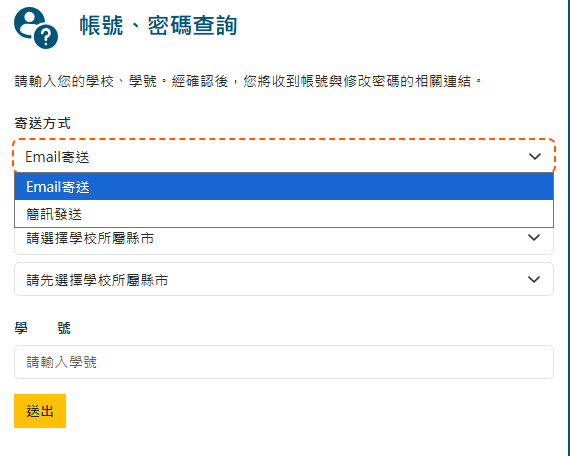 帳號、密碼查詢
請輸入您的學校、學號。經確認後，您將收到帳號與修改密碼的相關連結。
寄送方式
Email寄送
Email寄送
簡訊發送
請選擇學校所屬縣市
請先選擇學校所屬縣市
學　　號
請輸入學號
送出